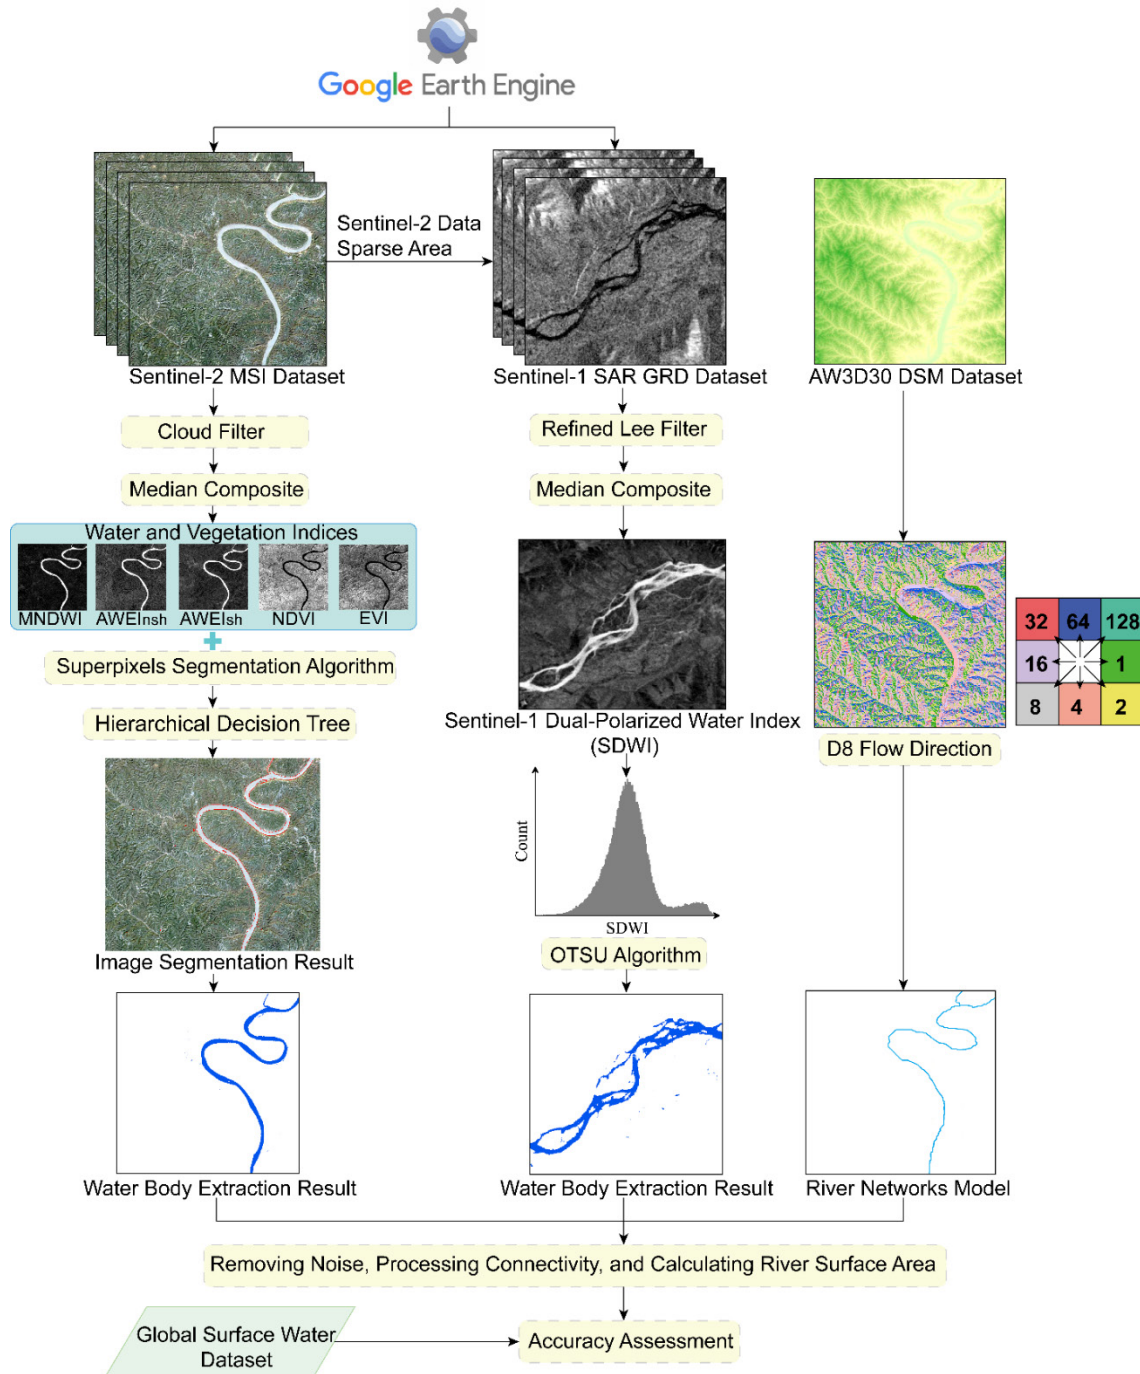 Google Earth Engine
Sentinel-2 Data
Sparse Area
Sentinel-2 MSI Dataset
Sentinel-1 SAR GRD Dataset
AW3D30 DSM Dataset
Cloud Filter
Refined Lee Filter
Median Composite
Median Composite
Water and Vegetation Indices
MNDWI
AWEInsh
AWEIsh
NDVI
EVI
Superpixels Segmentation Algorithm
Hierarchical Decision Tree
Sentinel-1 Dual-Polarized Water Index
(SDWI)
32 64 128
16 1
8 4 2
D8 Flow Direction
Count
SDWI
Image Segmentation Result
OTSU Algorithm
Water Body Extraction Result
Water Body Extraction Result
River Networks Model
Removing Noise, Processing Connectivity, and Calculating River Surface Area
Global Surface Water
Dataset
Accuracy Assessment